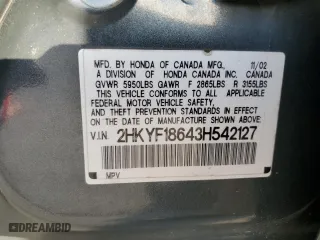 MFD. BY HONDA OF CANADA MFG. 11/02
A DIVISION OF HONDA CANADA INC. CANADA
GVWR 5950LBS GAWR F 2865LBS R 3155LBS
THIS VEHICLE CONFORMS TO ALL APPLICABLE
FEDERAL MOTOR VEHICLE SAFETY
AND THEFT PREVENTION STANDARDS IN EFFECT
ON THE DATE OF MANUFACTURE SHOWN ABOVE.
V.I.N. 2HKYF18643H542127
MPV